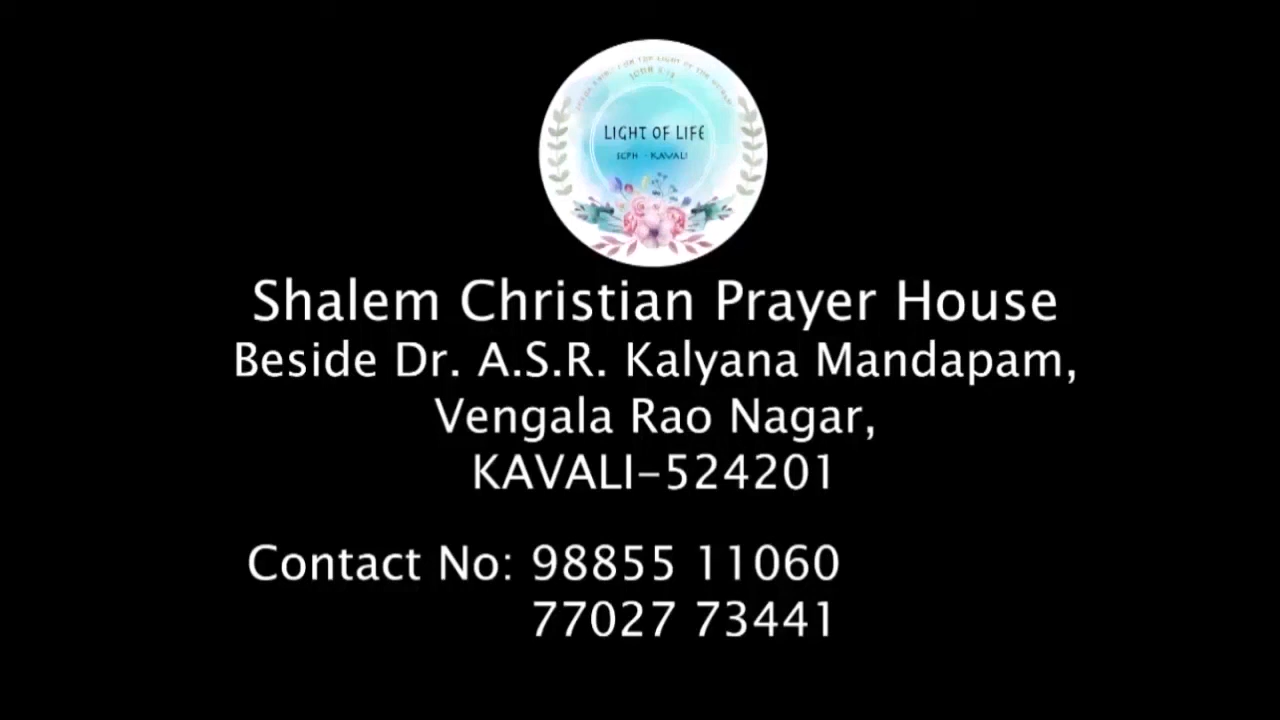 LIGHT OF LIFE
SCPH - KAVALI
Shalem Christian Prayer House
Beside Dr. A.S.R. Kalyana Mandapam,
Vengala Rao Nagar,
KAVALI-524201
Contact No: 98855 11060
77027 73441